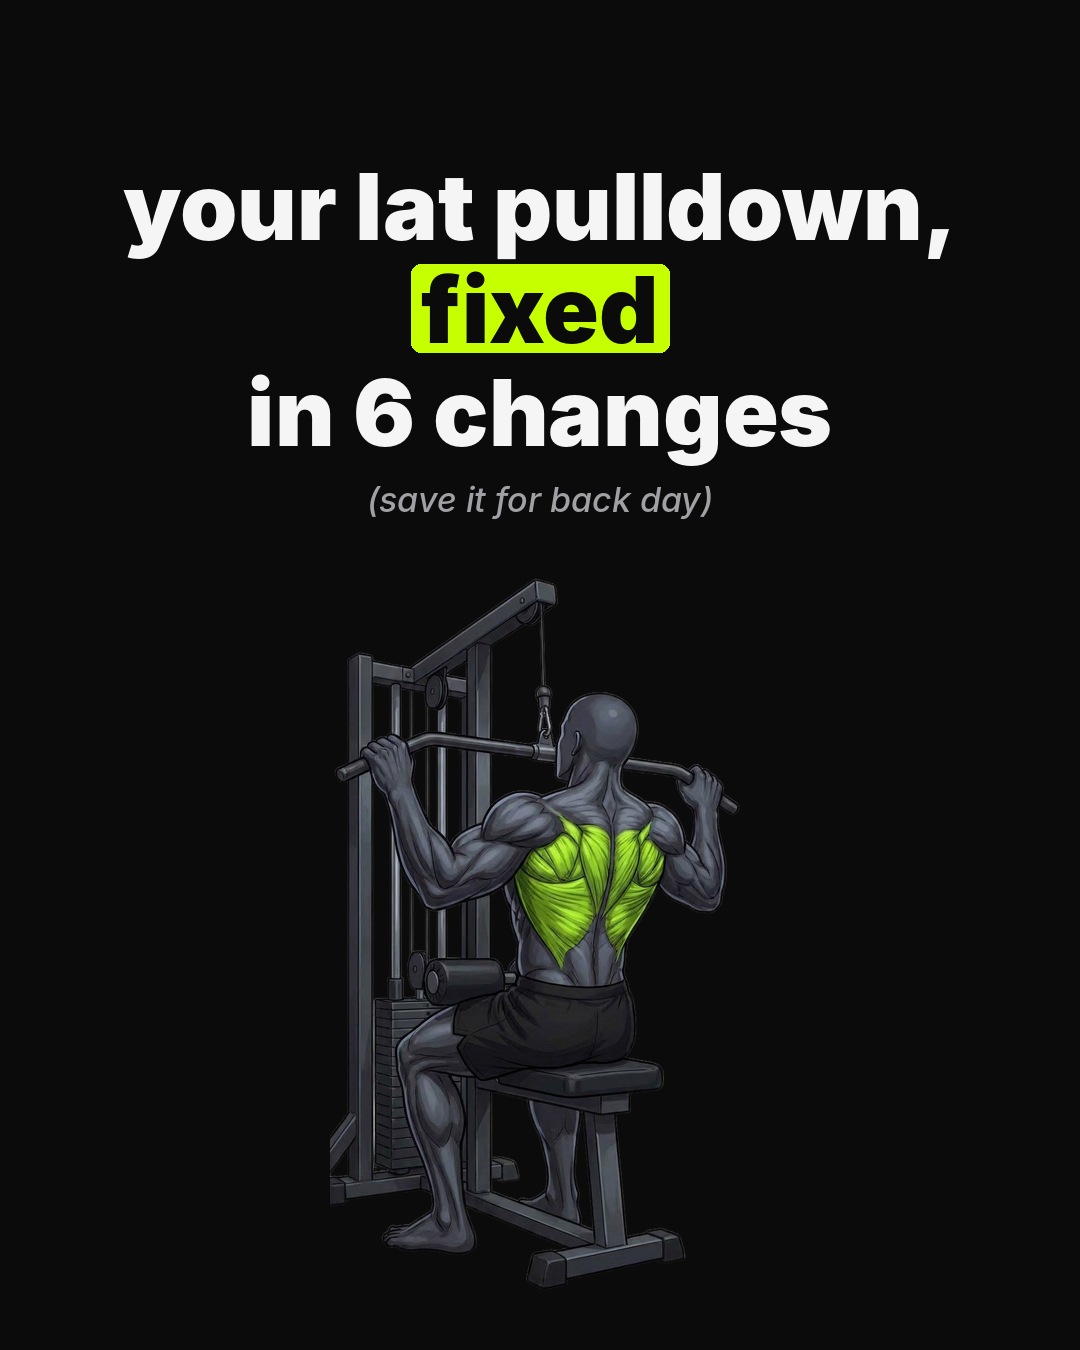 your lat pulldown,
fixed
in 6 changes
(save it for back day)